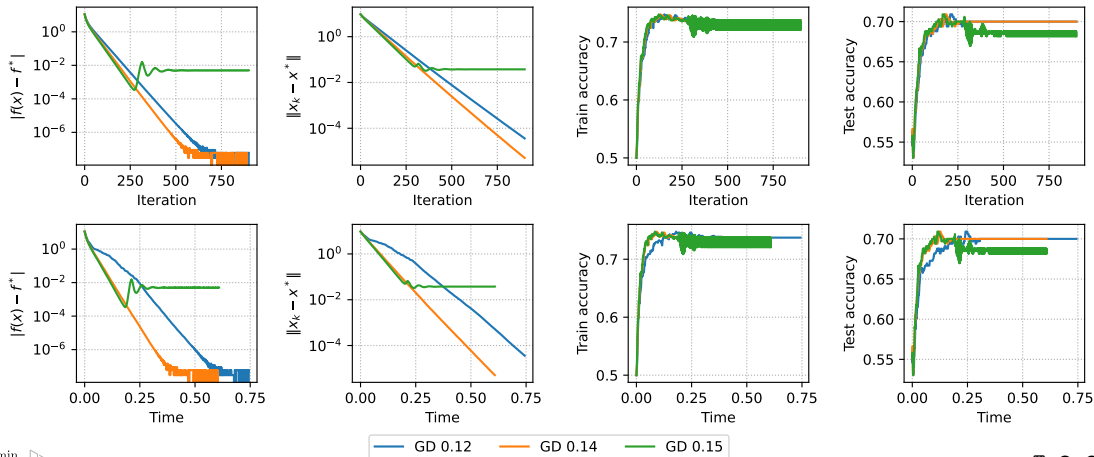 10^0
10^{-2}
10^{-4}
10^{-6}
|f(x) − f*|
0 250 500 750
Iteration
10^0
10^{-2}
10^{-4}
‖x_k − x*‖
0 250 500 750
Iteration
0.7
0.6
0.5
Train accuracy
0 250 500 750
Iteration
0.70
0.65
0.60
0.55
Test accuracy
0 250 500 750
Iteration
10^0
10^{-2}
10^{-4}
10^{-6}
|f(x) − f*|
0.00 0.25 0.50 0.75
Time
10^0
10^{-2}
10^{-4}
‖x_k − x*‖
0.00 0.25 0.50 0.75
Time
0.7
0.6
0.5
Train accuracy
0.00 0.25 0.50 0.75
Time
0.70
0.65
0.60
0.55
Test accuracy
0.00 0.25 0.50 0.75
Time
GD 0.12 GD 0.14 GD 0.15